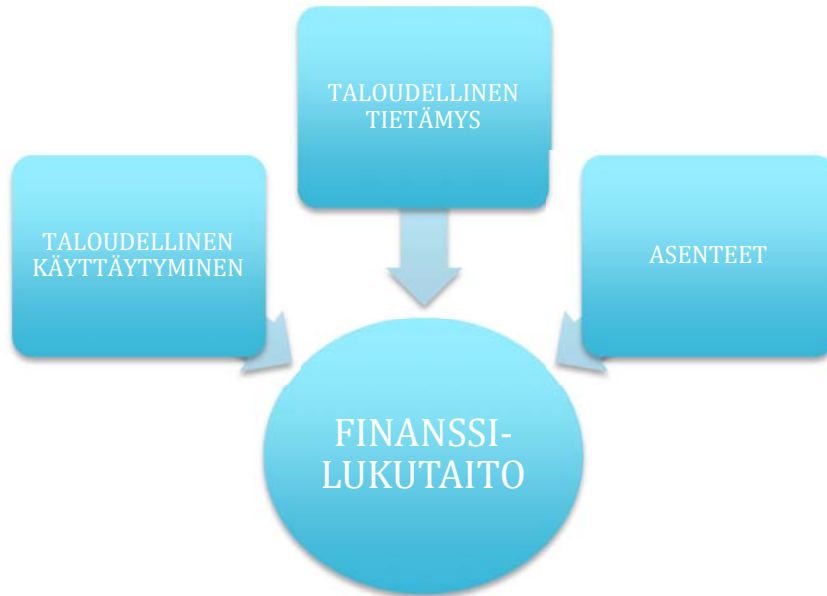 TALOUDELLINEN
TIETÄMYS
TALOUDELLINEN
KÄYTTÄYTYMINEN
ASENTEET
FINANSSI-
LUKUTAITO